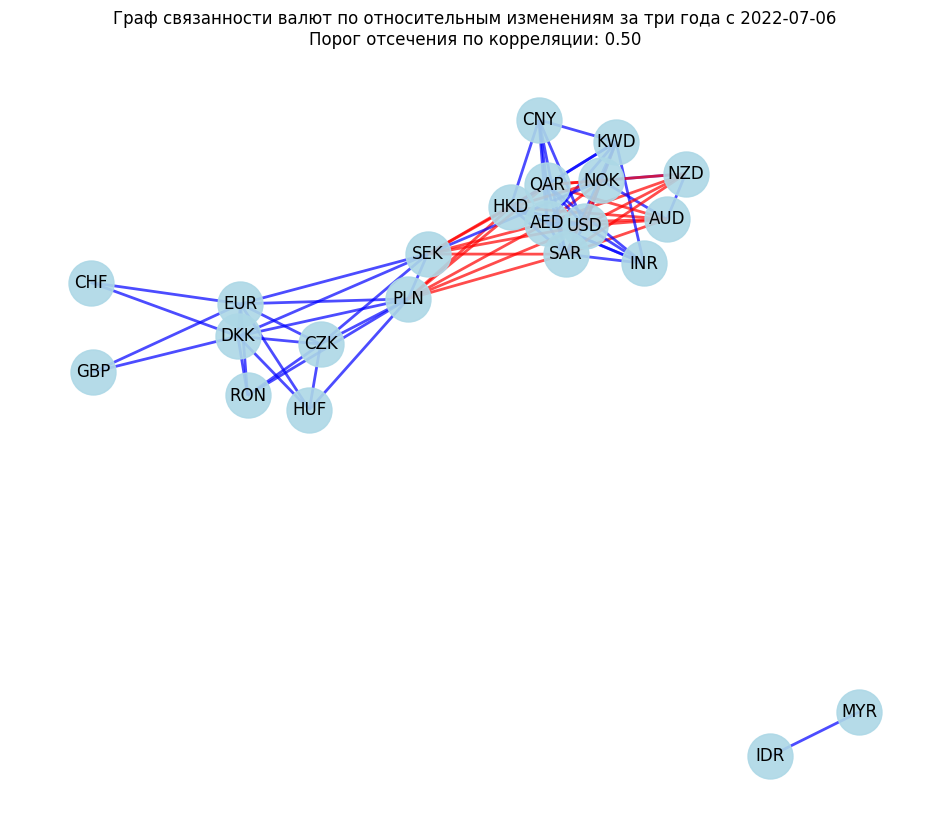 Граф связанности валют по относительным изменениям за три года с 2022-07-06
Порог отсечения по корреляции: 0.50
CNY
KWD
NZD
NOK
QAR
HKD
AUD
AED
USD
SEK
SAR
INR
CHF
PLN
EUR
DKK
CZK
GBP
RON
HUF
MYR
IDR